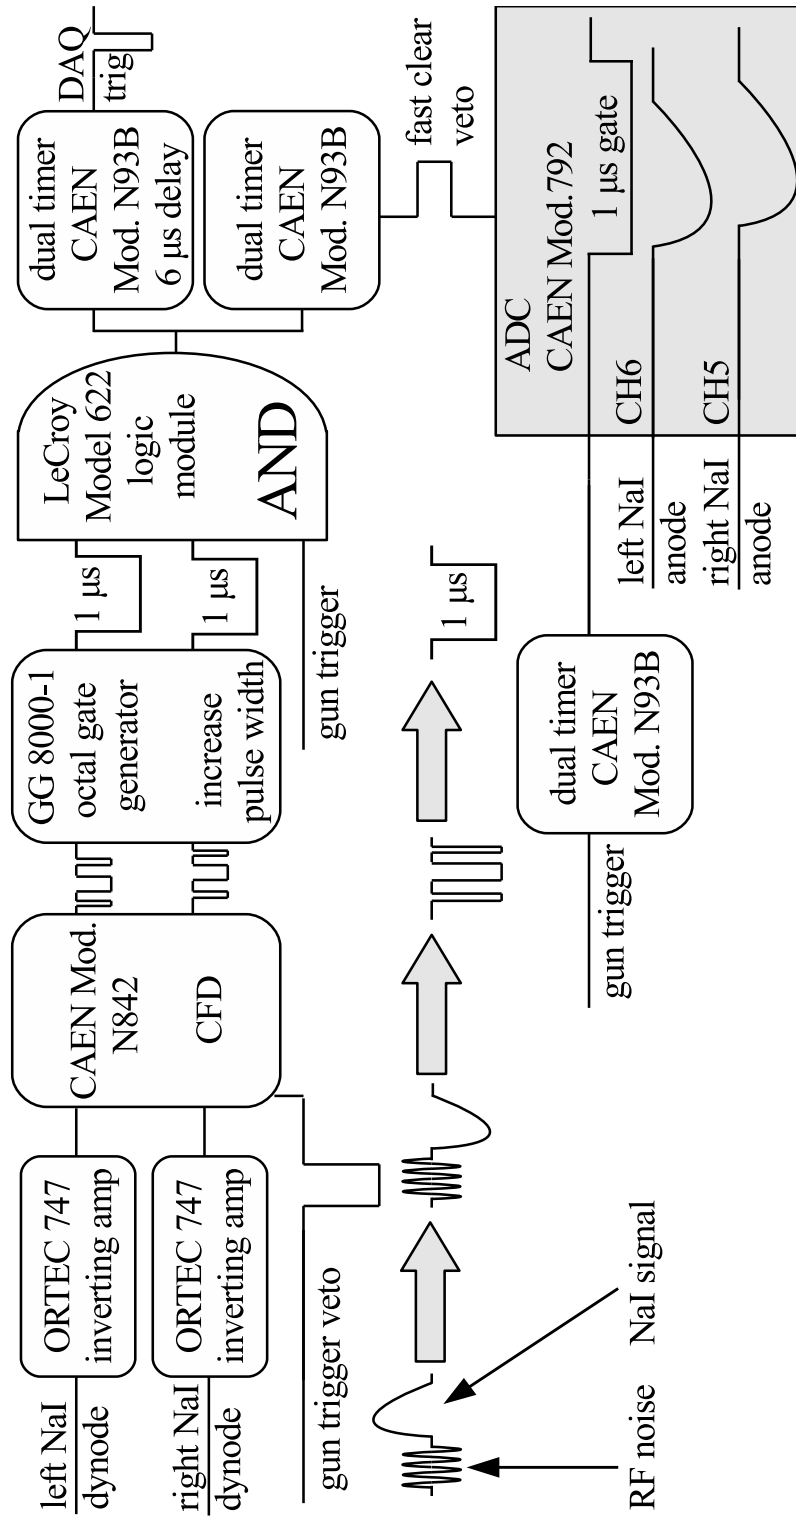 left NaI
dynode
right NaI
dynode
ORTEC 747
inverting amp
ORTEC 747
inverting amp
gun trigger veto
CAEN Mod.
N842
CFD
GG 8000-1
octal gate
generator
increase
pulse width
1 μs
1 μs
gun trigger
LeCroy
Model 622
logic
module
AND
dual timer
CAEN
Mod. N93B
6 μs delay
DAQ
trig
dual timer
CAEN
Mod. N93B
fast clear
veto
RF noise
NaI signal
1 μs
gun trigger
dual timer
CAEN
Mod. N93B
ADC
CAEN Mod.792
1 μs gate
left NaI
anode
CH6
right NaI
anode
CH5